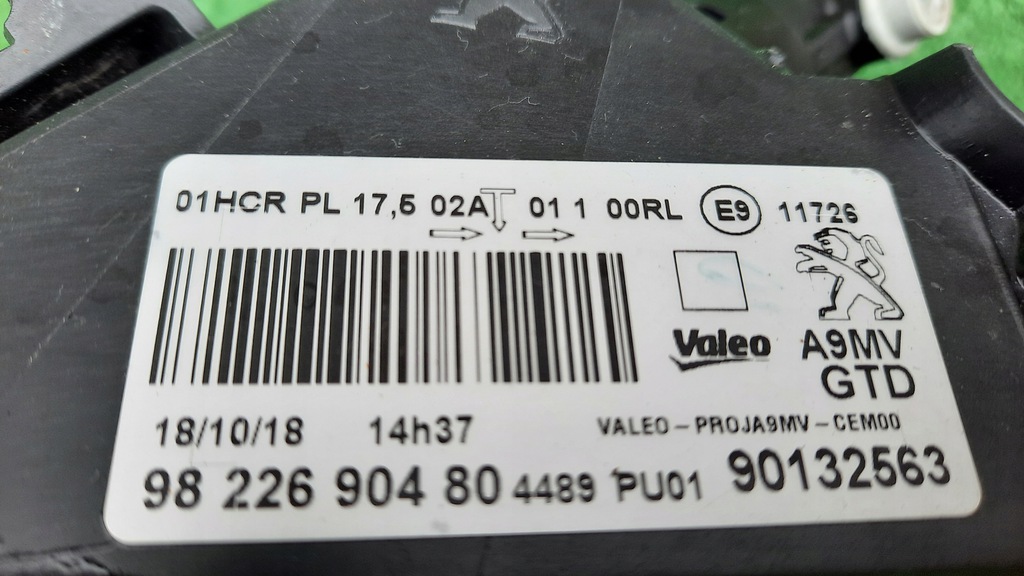 01HCR PL 17,5 02A 01 1 00RL E9 11726
Valeo A9MV
GTD
18/10/18 14h37 VALEO-PROJA9MV-CEM00
98 226 904 80 4489 PU01 90132563